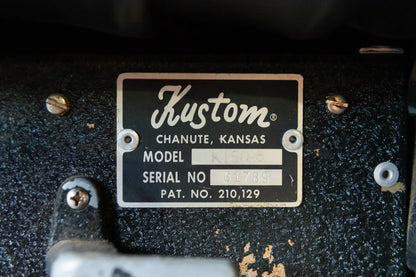 Kustom®
CHANUTE, KANSAS
MODEL
SERIAL NO
PAT. NO. 210,129